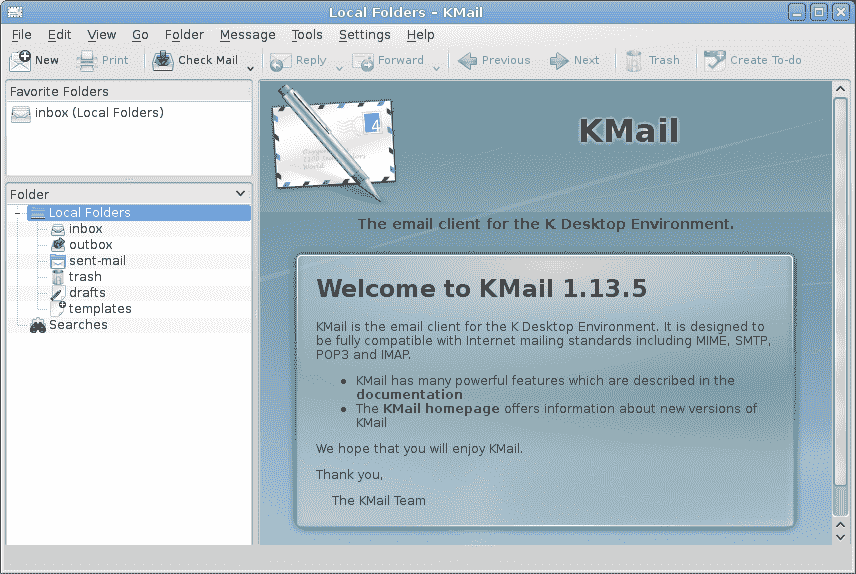 Local Folders – KMail
File Edit View Go Folder Message Tools Settings Help
New Print Check Mail Reply Forward Previous Next Trash Create To-do
Favorite Folders
inbox (Local Folders)
Folder
Local Folders
inbox
outbox
sent-mail
trash
drafts
templates
Searches
4
KMail
The email client for the K Desktop Environment.
Welcome to KMail 1.13.5
KMail is the email client for the K Desktop Environment. It is designed to
be fully compatible with Internet mailing standards including MIME, SMTP,
POP3 and IMAP.
• KMail has many powerful features which are described in the
documentation
• The KMail homepage offers information about new versions of
KMail
We hope that you will enjoy KMail.
Thank you,
The KMail Team